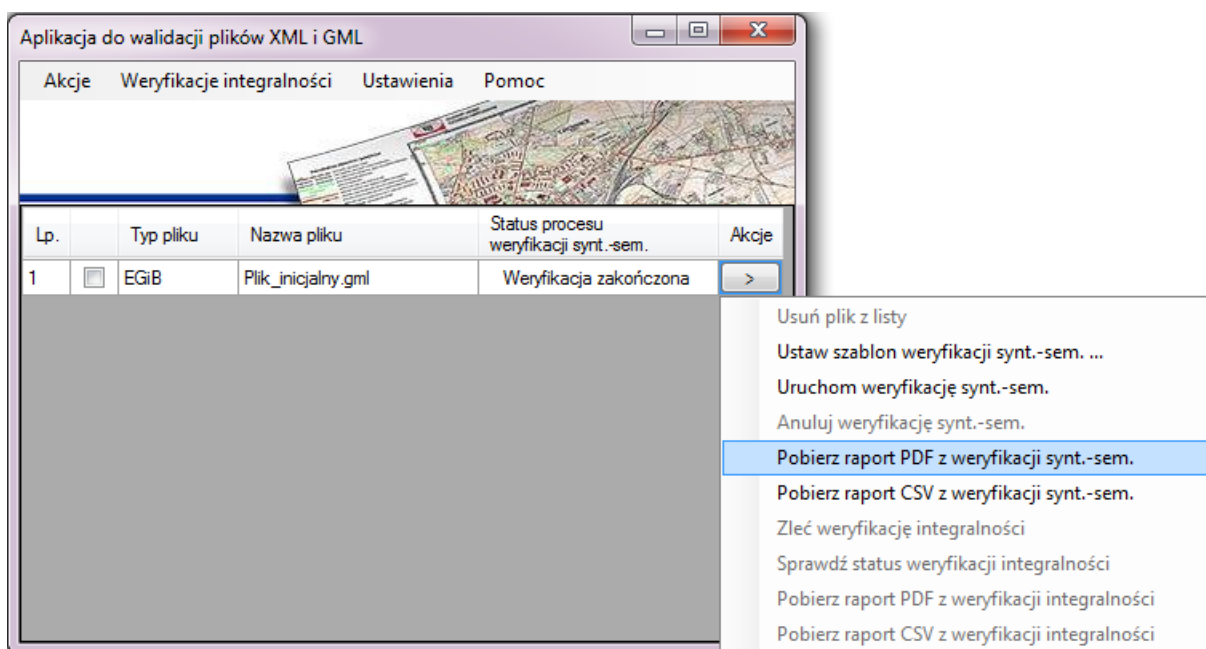 Aplikacja do walidacji plików XML i GML
Akcje Weryfikacje integralności Ustawienia Pomoc
Lp. Typ pliku Nazwa pliku Status procesu weryfikacji synt.-sem. Akcje
1 EGiB Plik_inicjalny.gml Weryfikacja zakończona >
Usuń plik z listy
Ustaw szablon weryfikacji synt.-sem. ...
Uruchom weryfikację synt.-sem.
Anuluj weryfikację synt.-sem.
Pobierz raport PDF z weryfikacji synt.-sem.
Pobierz raport CSV z weryfikacji synt.-sem.
Zleć weryfikację integralności
Sprawdź status weryfikacji integralności
Pobierz raport PDF z weryfikacji integralności
Pobierz raport CSV z weryfikacji integralności